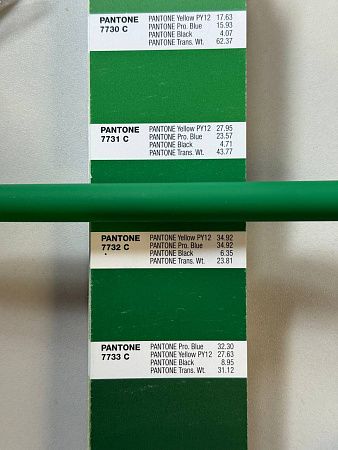 PANTONE PANTONE Yellow PY12 17.63
7730 C PANTONE Pro. Blue 15.93
PANTONE Black 4.07
PANTONE Trans. Wt. 62.37
PANTONE PANTONE Yellow PY12 27.95
7731 C PANTONE Pro. Blue 23.57
PANTONE Black 4.71
PANTONE Trans. Wt. 43.77
PANTONE PANTONE Yellow PY12 34.92
7732 C PANTONE Pro. Blue 34.92
PANTONE Black 6.35
PANTONE Trans. Wt. 23.81
PANTONE PANTONE Pro. Blue 32.30
7733 C PANTONE Yellow PY12 27.63
PANTONE Black 8.95
PANTONE Trans. Wt. 31.12